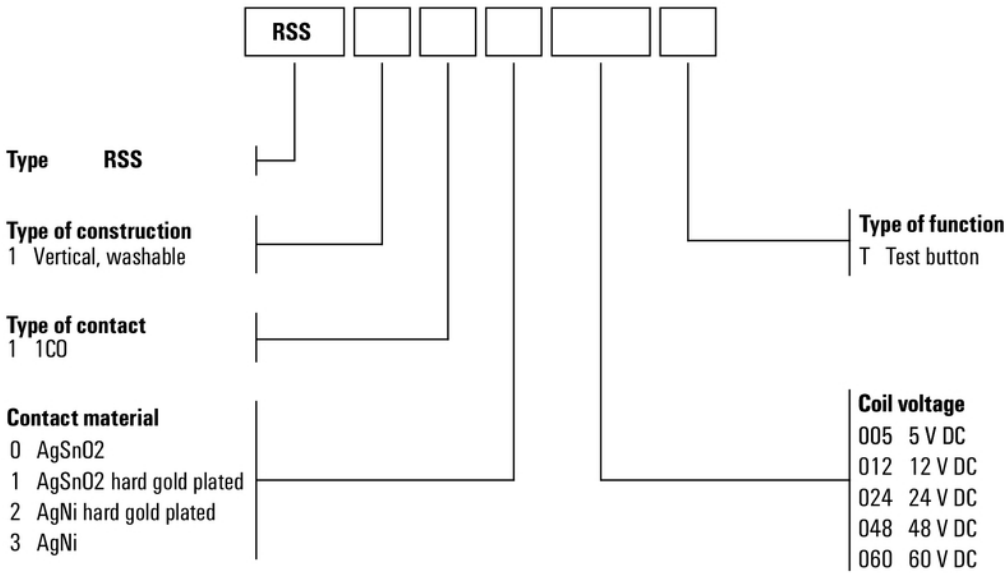 RSS
Type RSS
Type of construction
1 Vertical, washable
Type of contact
1 1CO
Contact material
0 AgSnO2
1 AgSnO2 hard gold plated
2 AgNi hard gold plated
3 AgNi
Type of function
T Test button
Coil voltage
005 5 V DC
012 12 V DC
024 24 V DC
048 48 V DC
060 60 V DC